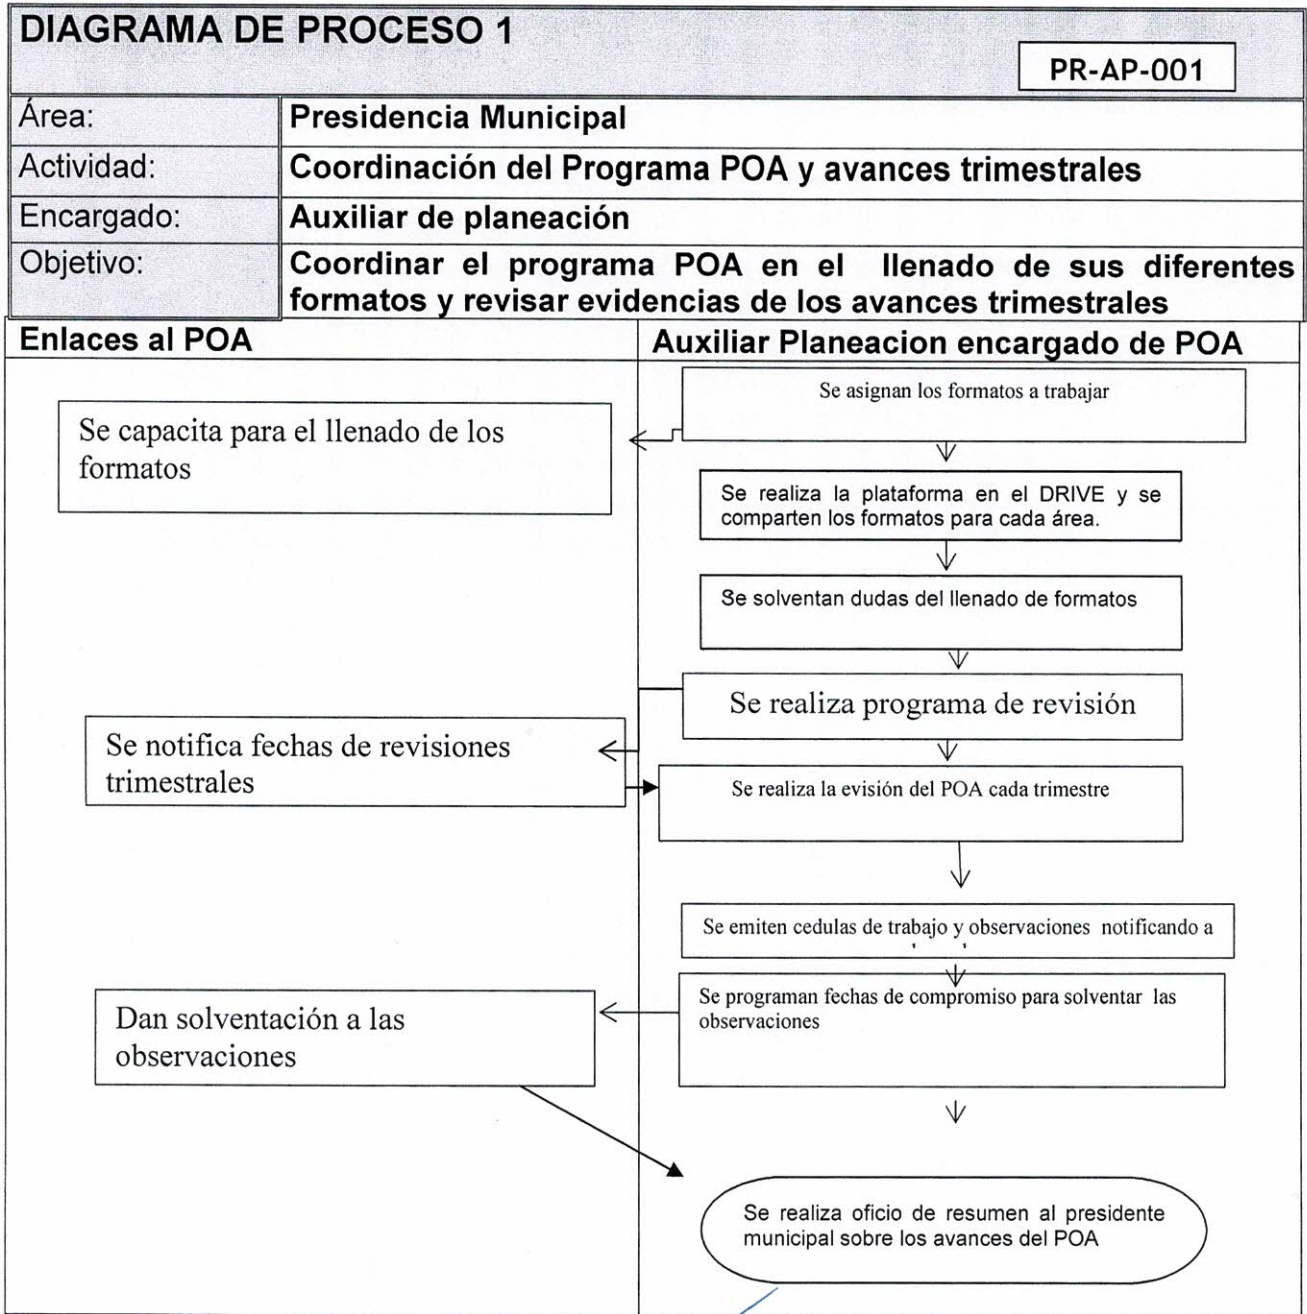 DIAGRAMA DE PROCESO 1
PR-AP-001
Área: Presidencia Municipal
Actividad: Coordinación del Programa POA y avances trimestrales
Encargado: Auxiliar de planeación
Objetivo: Coordinar el programa POA en el llenado de sus diferentes
formatos y revisar evidencias de los avances trimestrales
Enlaces al POA
Auxiliar Planeacion encargado de POA
Se asignan los formatos a trabajar
Se capacita para el llenado de los
formatos
Se realiza la plataforma en el DRIVE y se
comparten los formatos para cada área.
Se solventan dudas del llenado de formatos
Se realiza programa de revisión
Se notifica fechas de revisiones
trimestrales
Se realiza la evisión del POA cada trimestre
Se emiten cedulas de trabajo y observaciones notificando a
Se programan fechas de compromiso para solventar las
observaciones
Dan solventación a las
observaciones
Se realiza oficio de resumen al presidente
municipal sobre los avances del POA